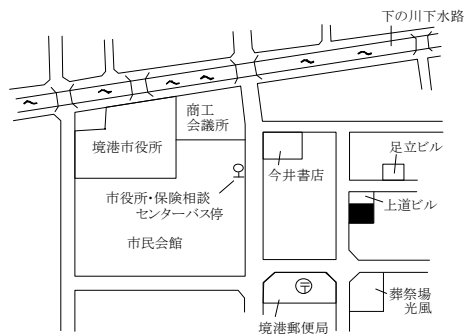 下の川下水路
商工
会議所
境港市役所
足立ビル
今井書店
市役所・保険相談
センターバス停
上道ビル
市民会館
葬祭場
光風
境港郵便局